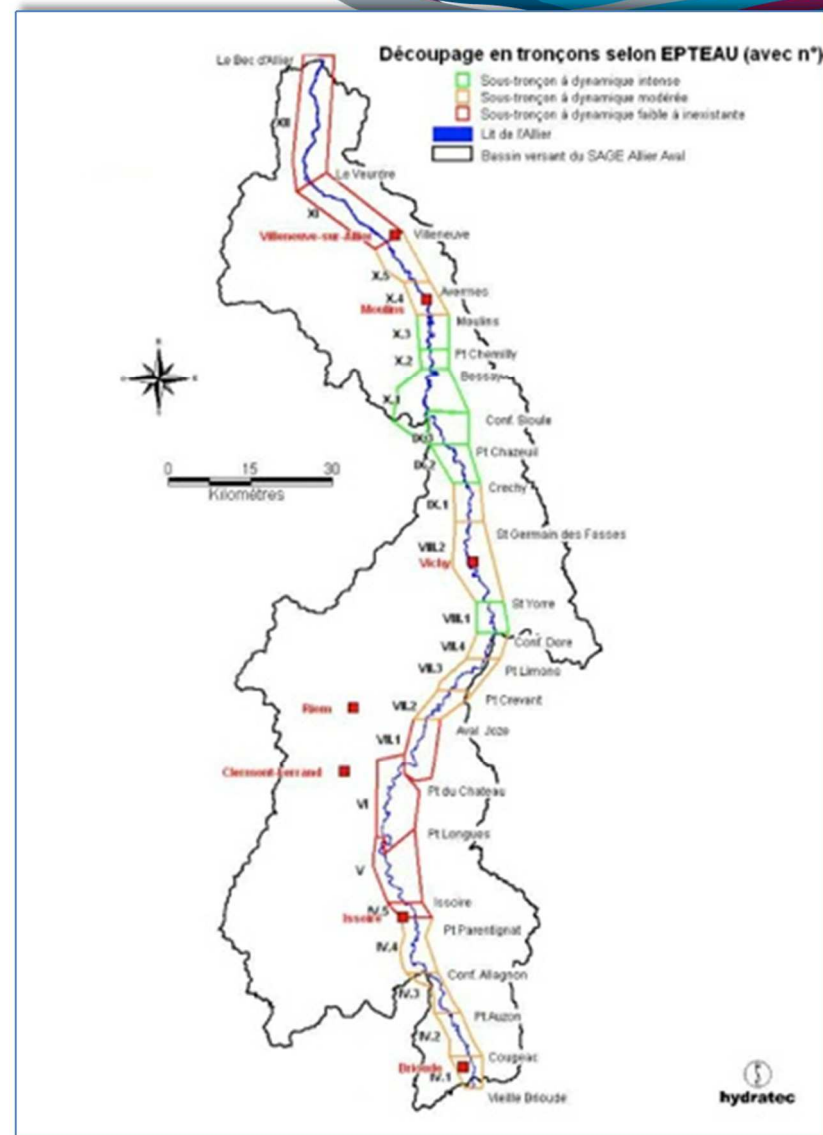 Découpage en tronçons selon EPTEAU (avec n°)
Sous-tronçon à dynamique intense
Sous-tronçon à dynamique modérée
Sous-tronçon à dynamique faible à inexistante
Lit de l'Allier
Bassin versant du SAGE Allier Aval
Le Bec d'Allier
XII
Le Veurdre
XI
Villeneuve-sur-Allier
Villeneuve
X.5
Avermes
X.4
Moulins
Moulins
X.3
Pt Chemilly
X.2
Bessay
X.1
Conf. Sioule
IX.3
Pt Chazeuil
IX.2
Crechy
IX.1
0 15 30
Kilomètres
St Germain des Fosses
VIII.2
Vichy
St Yorre
VIII.1
Conf. Dore
VII.4
Pt Limons
VII.3
Pt Crevant
VII.2
Riom
Aval Joze
VII.1
Clermont-Ferrand
Pt du Chateau
VI
Pt Longues
V
Issoire
IV.5
Issoire
Pt Parentignat
IV.4
Conf. Allagnon
IV.3
Pt Auzon
IV.2
Cougeac
Brioude
IV.1
Vieille Brioude
hydratec